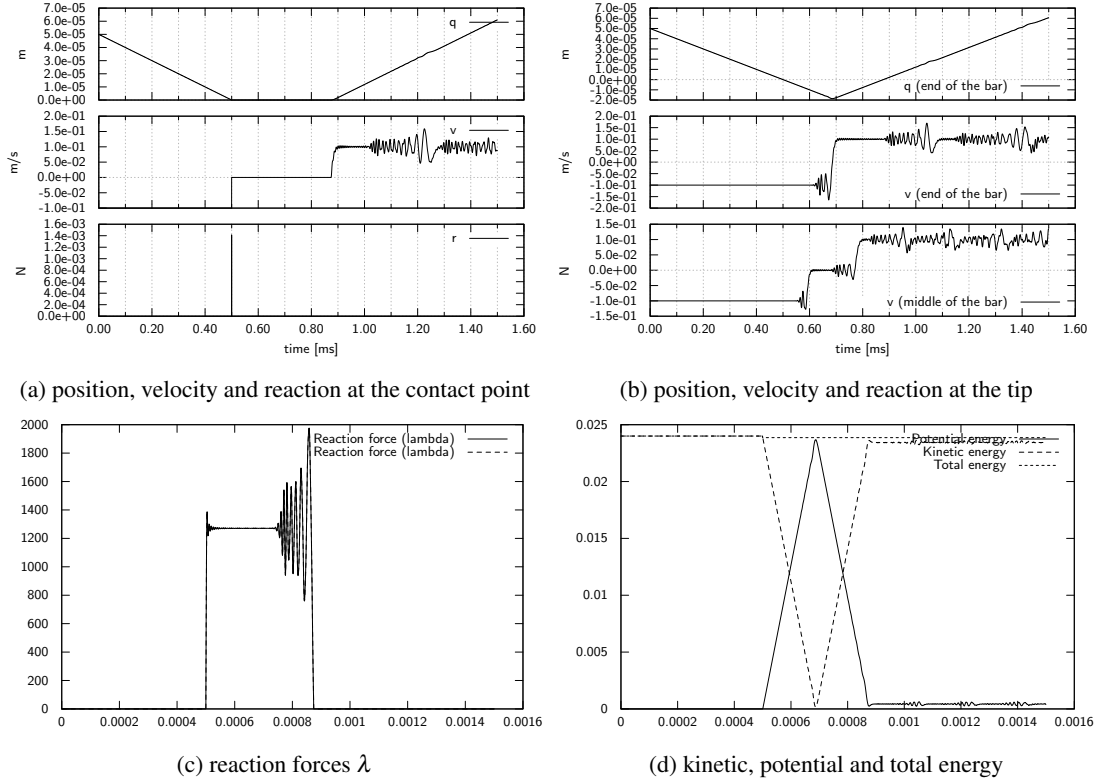 7.0e-05
6.0e-05
5.0e-05
4.0e-05
3.0e-05
2.0e-05
1.0e-05
0.0e+00
m
q
2.0e-01
1.5e-01
1.0e-01
5.0e-02
0.0e+00
-5.0e-02
-1.0e-01
m/s
v
1.6e-03
1.4e-03
1.2e-03
1.0e-03
8.0e-04
6.0e-04
4.0e-04
2.0e-04
0.0e+00
N
r
0.00 0.20 0.40 0.60 0.80 1.00 1.20 1.40 1.60
time [ms]
7.0e-05
6.0e-05
5.0e-05
4.0e-05
3.0e-05
2.0e-05
1.0e-05
0.0e+00
-1.0e-05
-2.0e-05
m
q (end of the bar)
2.0e-01
1.5e-01
1.0e-01
5.0e-02
0.0e+00
-5.0e-02
-1.0e-01
-1.5e-01
-2.0e-01
m/s
v (end of the bar)
1.5e-01
1.0e-01
5.0e-02
0.0e+00
-5.0e-02
-1.0e-01
-1.5e-01
N
v (middle of the bar)
0.00 0.20 0.40 0.60 0.80 1.00 1.20 1.40 1.60
time [ms]
(a) position, velocity and reaction at the contact point
(b) position, velocity and reaction at the tip
2000
1800
1600
1400
1200
1000
800
600
400
200
0
Reaction force (lambda)
Reaction force (lambda)
0 0.0002 0.0004 0.0006 0.0008 0.001 0.0012 0.0014 0.0016
0.025
0.02
0.015
0.01
0.005
0
Potential energy
Kinetic energy
Total energy
0 0.0002 0.0004 0.0006 0.0008 0.001 0.0012 0.0014 0.0016
(c) reaction forces λ
(d) kinetic, potential and total energy